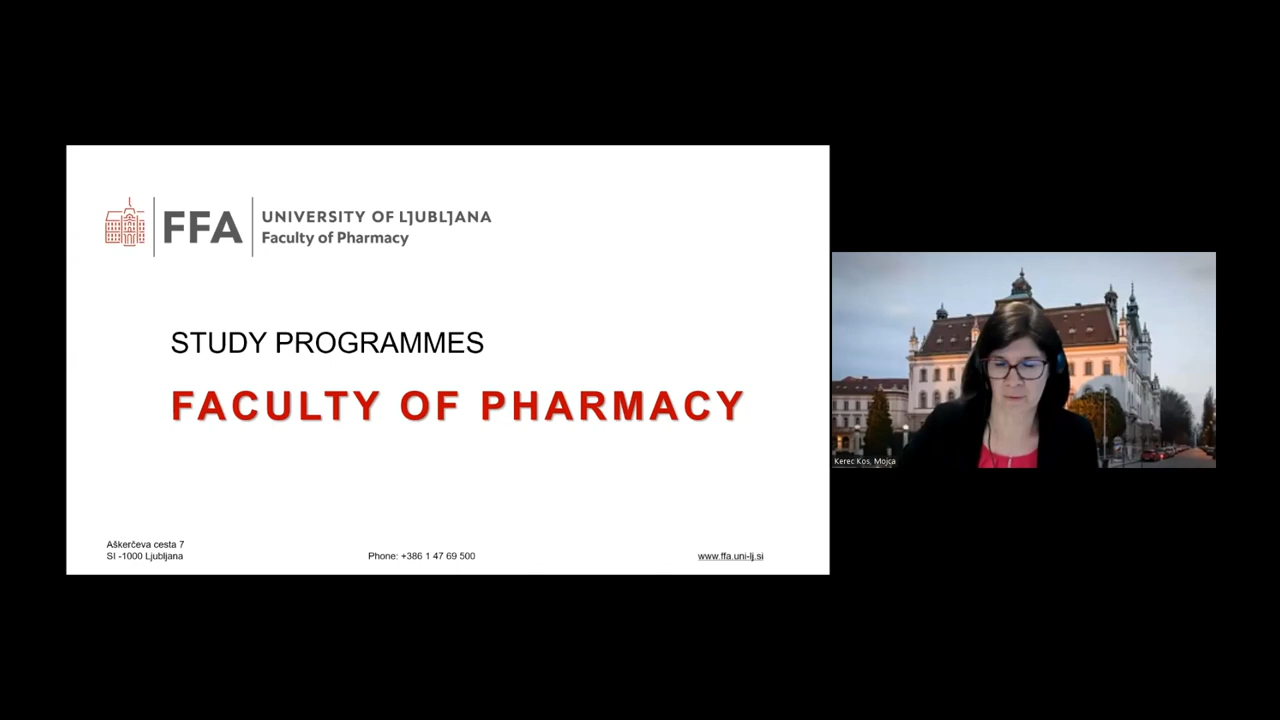 FFA
UNIVERSITY OF LJUBLJANA
Faculty of Pharmacy
STUDY PROGRAMMES
FACULTY OF PHARMACY
Aškerčeva cesta 7
SI -1000 Ljubljana
Phone: +386 1 47 69 500
www.ffa.uni-lj.si
Kerec Kos, Mojca